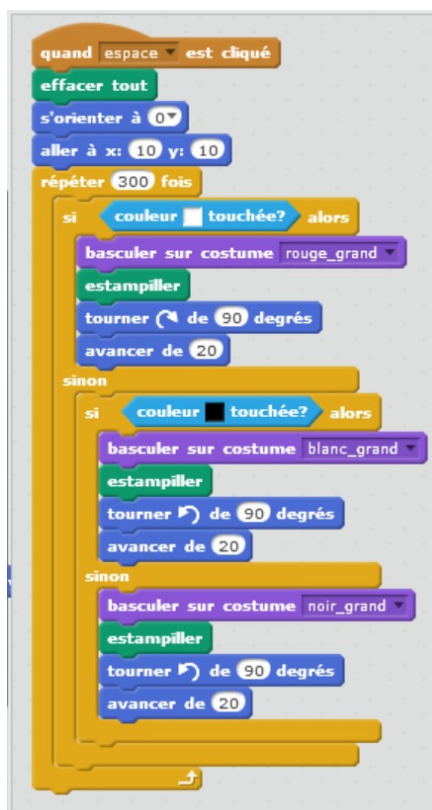 quand espace est cliqué
effacer tout
s'orienter à 0
aller à x: 10 y: 10
répéter 300 fois
si couleur touchée? alors
basculer sur costume rouge_grand
estampiller
tourner de 90 degrés
avancer de 20
sinon
si couleur touchée? alors
basculer sur costume blanc_grand
estampiller
tourner de 90 degrés
avancer de 20
sinon
basculer sur costume noir_grand
estampiller
tourner de 90 degrés
avancer de 20